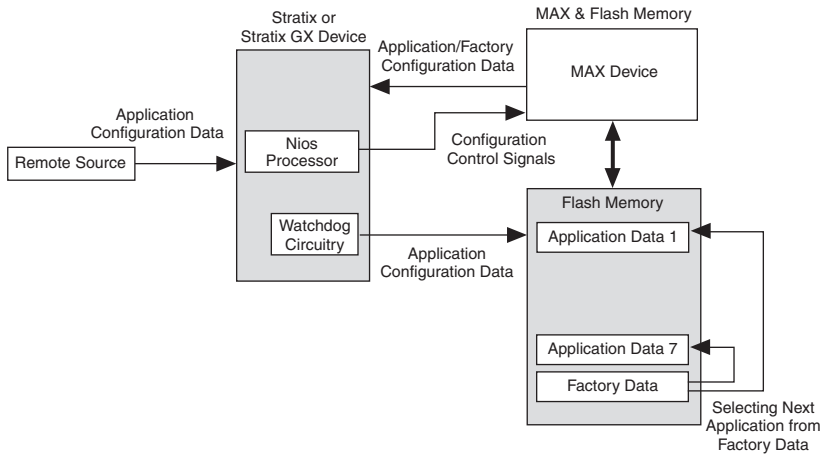 Stratix or
Stratix GX Device
MAX & Flash Memory
Application/Factory
Configuration Data
MAX Device
Application
Configuration Data
Remote Source
Nios
Processor
Configuration
Control Signals
Flash Memory
Watchdog
Circuitry
Application Data 1
Application
Configuration Data
Application Data 7
Factory Data
Selecting Next
Application from
Factory Data